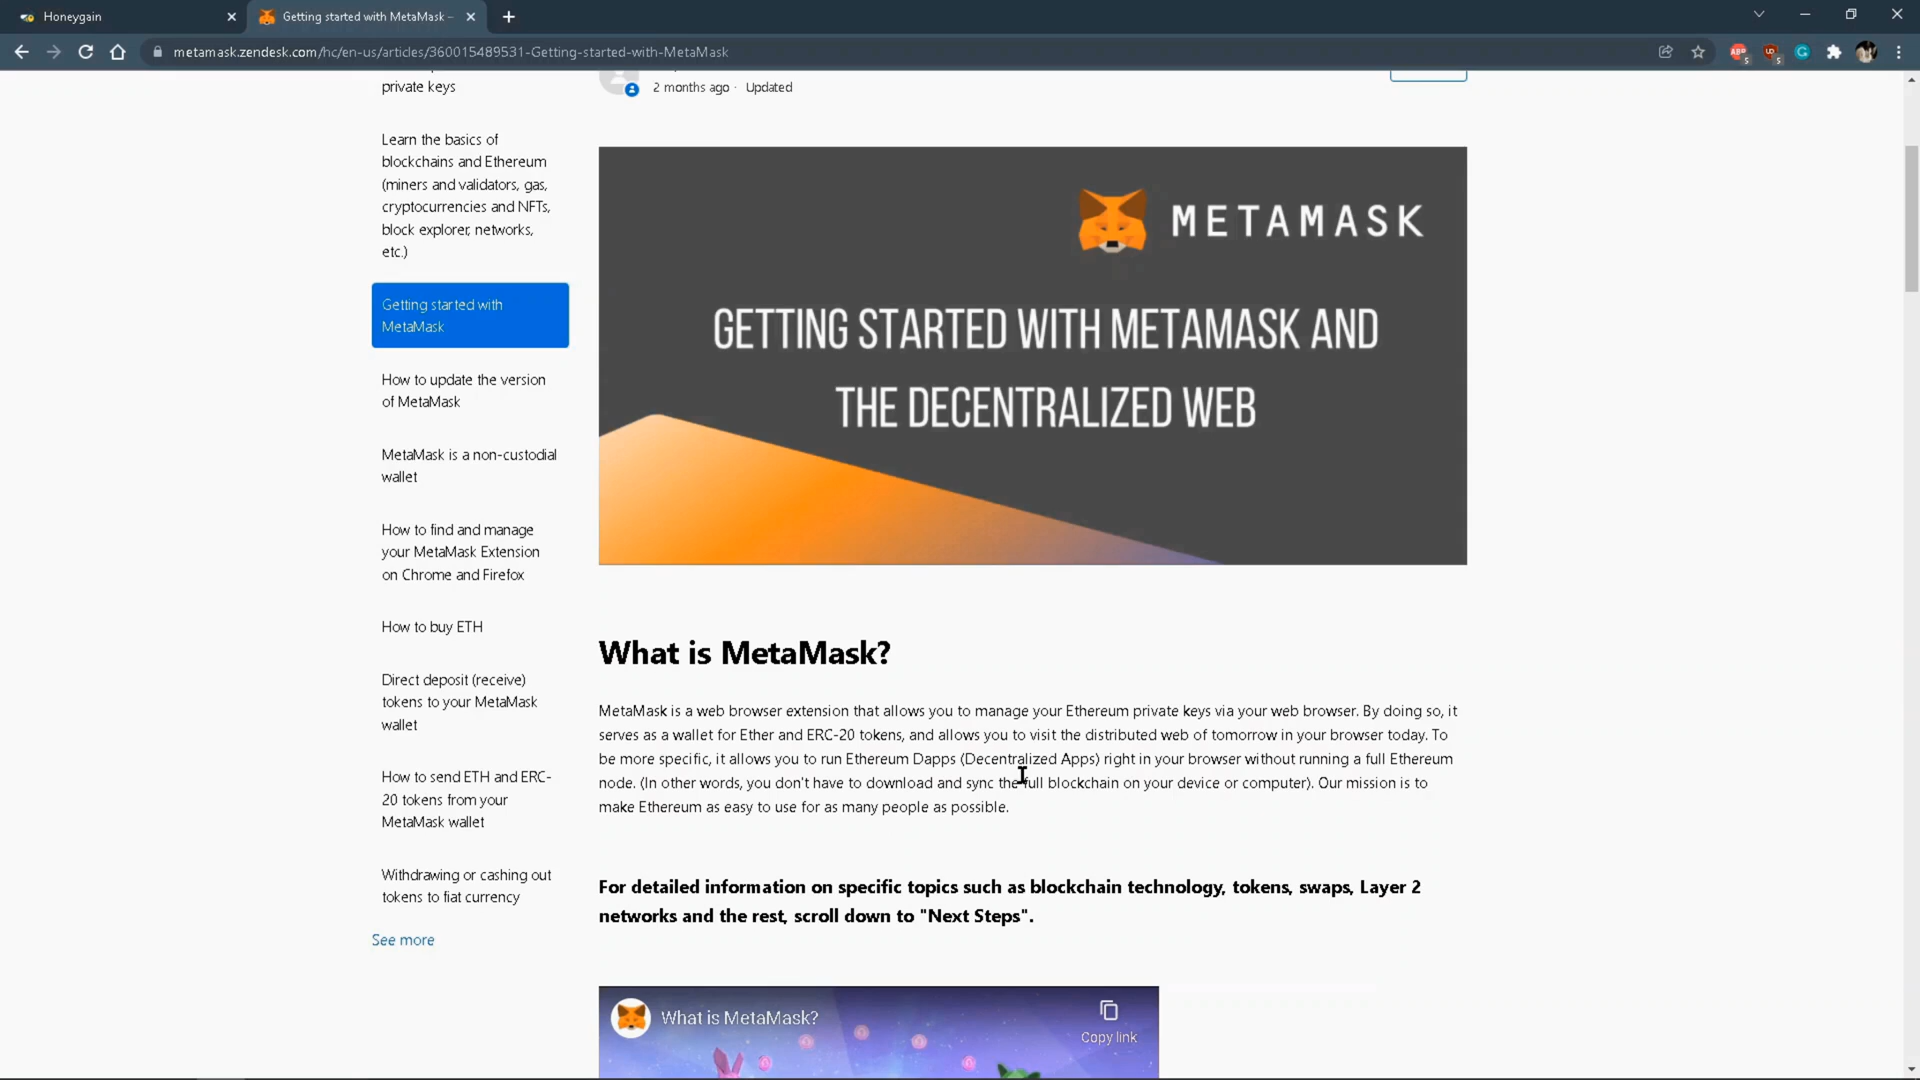 Honeygain
Getting started with MetaMask –
metamask.zendesk.com/hc/en-us/articles/360015489531-Getting-started-with-MetaMask
private keys
Learn the basics of
blockchains and Ethereum
(miners and validators, gas,
cryptocurrencies and NFTs,
block explorer, networks,
etc.)
Getting started with
MetaMask
How to update the version
of MetaMask
MetaMask is a non-custodial
wallet
How to find and manage
your MetaMask Extension
on Chrome and Firefox
How to buy ETH
Direct deposit (receive)
tokens to your MetaMask
wallet
How to send ETH and ERC-
20 tokens from your
MetaMask wallet
Withdrawing or cashing out
tokens to fiat currency
See more
2 months ago · Updated
METAMASK
GETTING STARTED WITH METAMASK AND
THE DECENTRALIZED WEB
What is MetaMask?
MetaMask is a web browser extension that allows you to manage your Ethereum private keys via your web browser. By doing so, it
serves as a wallet for Ether and ERC-20 tokens, and allows you to visit the distributed web of tomorrow in your browser today. To
be more specific, it allows you to run Ethereum Dapps (Decentralized Apps) right in your browser without running a full Ethereum
node. (In other words, you don't have to download and sync the full blockchain on your device or computer). Our mission is to
make Ethereum as easy to use for as many people as possible.
For detailed information on specific topics such as blockchain technology, tokens, swaps, Layer 2
networks and the rest, scroll down to "Next Steps".
What is MetaMask?
Copy link